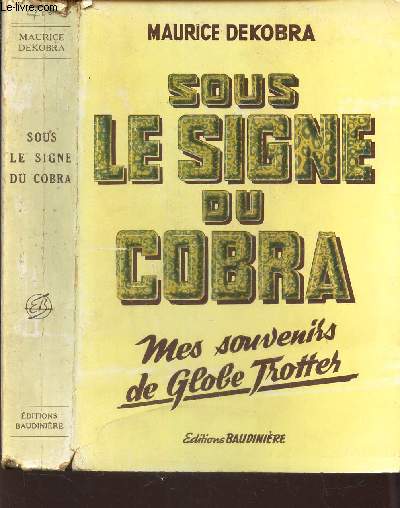 MAURICE
DEKOBRA
SOUS
LE SIGNE
DU COBRA
EB
ÉDITIONS
BAUDINIÈRE
MAURICE DEKOBRA
SOUS
LE SIGNE
DU
COBRA
Mes souvenirs
de Globe Trotter
Editions BAUDINIÈRE
Le-livre.com